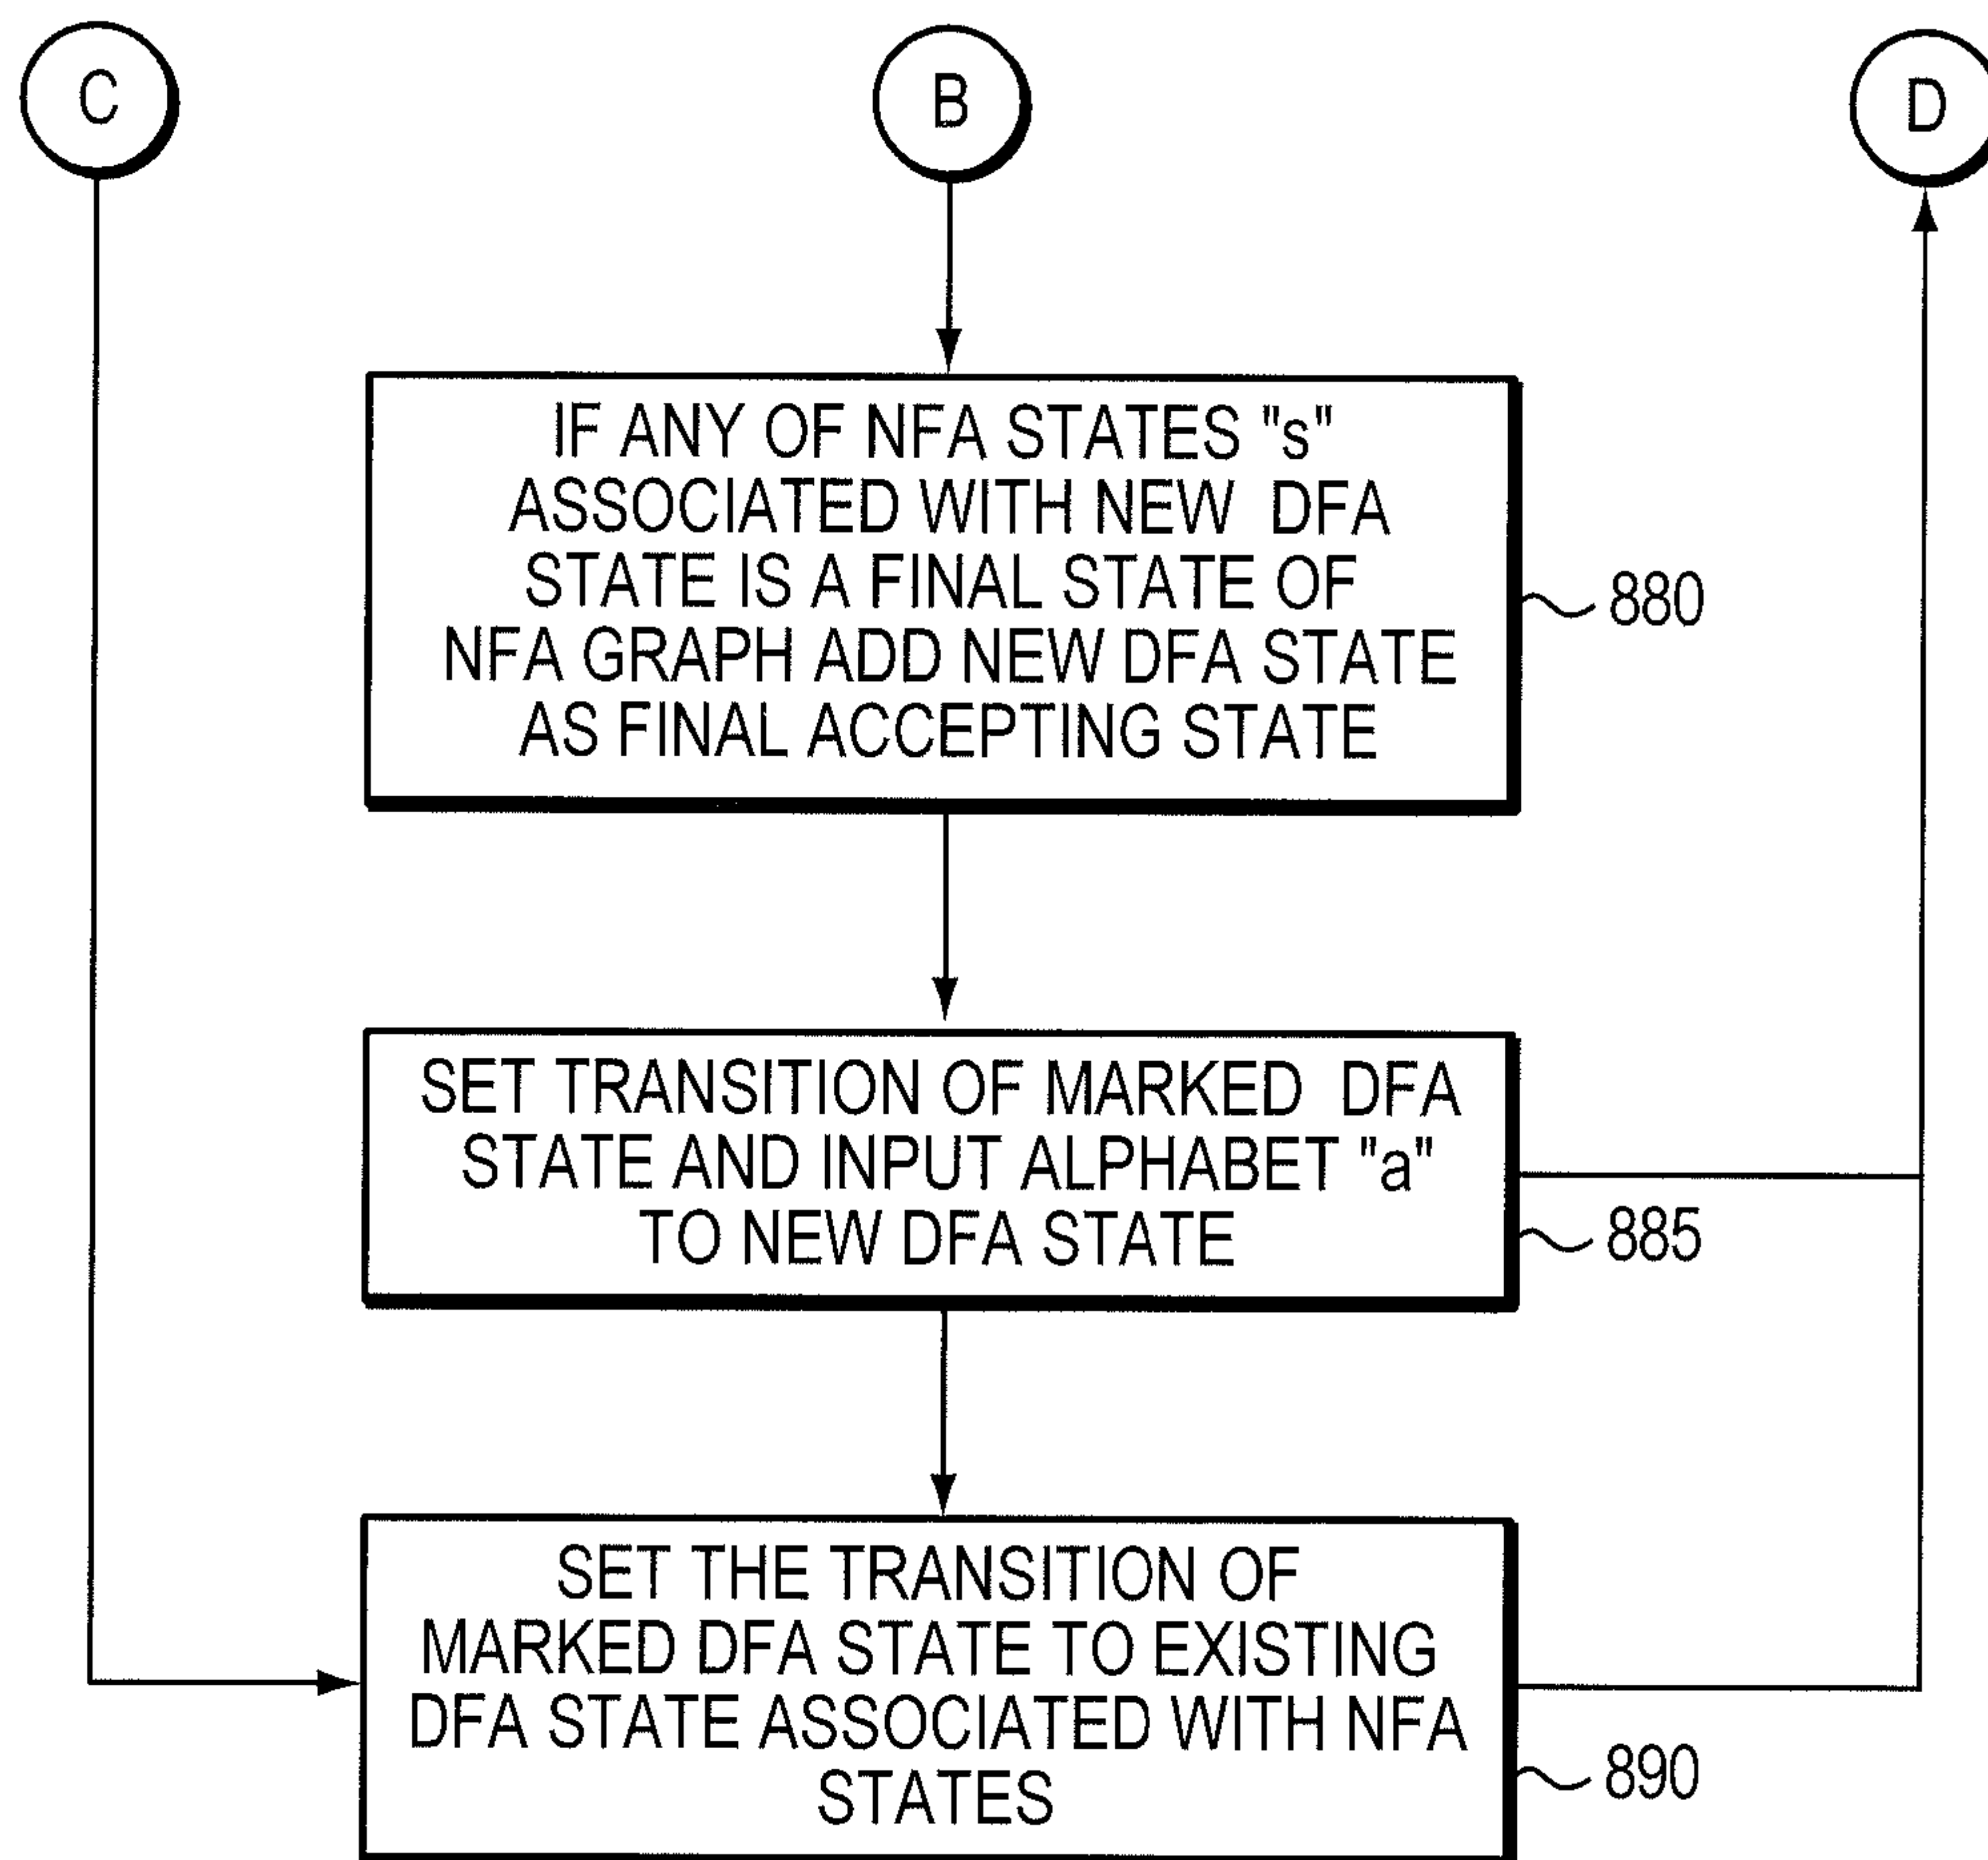 C
B
D
IF ANY OF NFA STATES "s"
ASSOCIATED WITH NEW DFA
STATE IS A FINAL STATE OF
NFA GRAPH ADD NEW DFA STATE
AS FINAL ACCEPTING STATE
880
SET TRANSITION OF MARKED DFA
STATE AND INPUT ALPHABET "a"
TO NEW DFA STATE
885
SET THE TRANSITION OF
MARKED DFA STATE TO EXISTING
DFA STATE ASSOCIATED WITH NFA
STATES
890